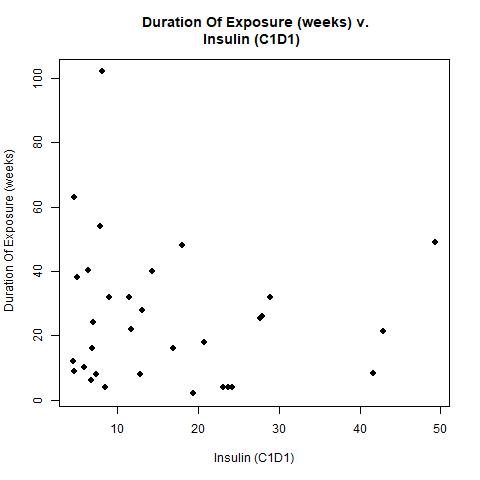 Duration Of Exposure (weeks) v.
Insulin (C1D1)
Duration Of Exposure (weeks)
100
80
60
40
20
0
10
20
30
40
50
Insulin (C1D1)